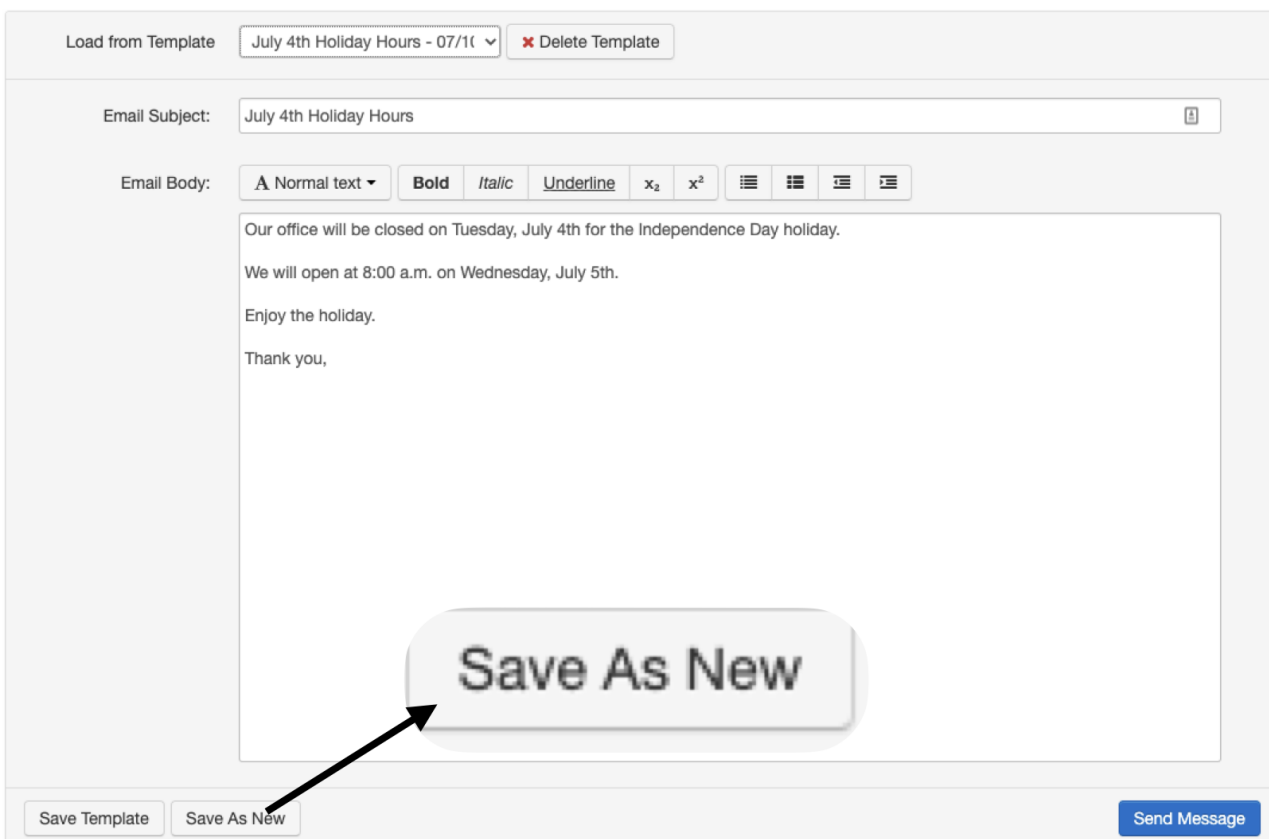 Load from Template July 4th Holiday Hours - 07/1( ✖ Delete Template
Email Subject: July 4th Holiday Hours
Email Body: A Normal text Bold Italic Underline x₂ x²
Our office will be closed on Tuesday, July 4th for the Independence Day holiday.
We will open at 8:00 a.m. on Wednesday, July 5th.
Enjoy the holiday.
Thank you,
Save As New
Save Template Save As New Send Message